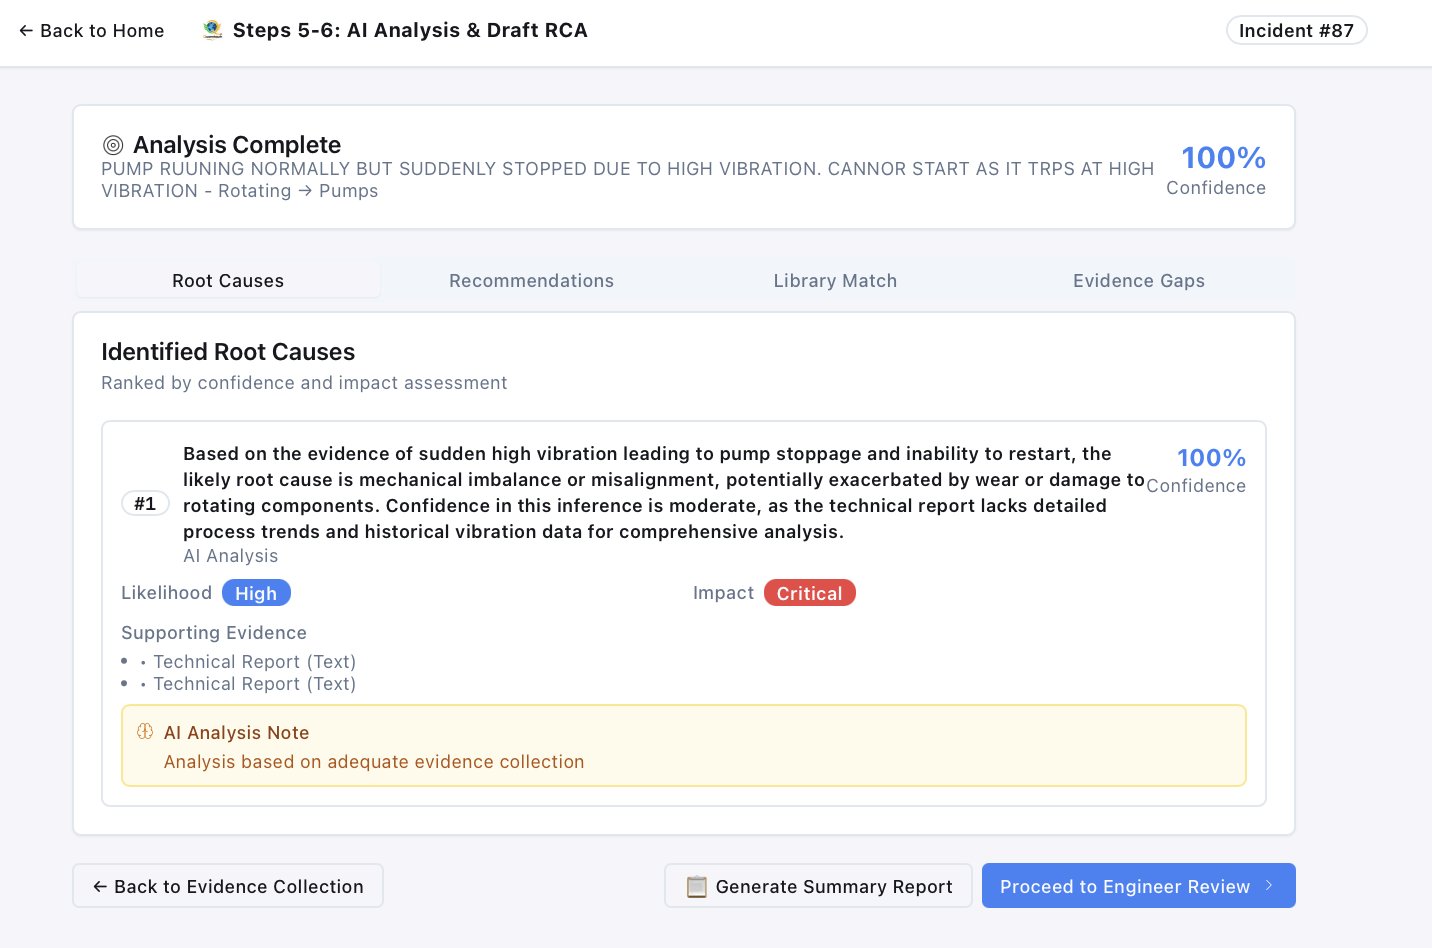 ← Back to Home
Steps 5-6: AI Analysis & Draft RCA
Incident #87
Analysis Complete
PUMP RUUNING NORMALLY BUT SUDDENLY STOPPED DUE TO HIGH VIBRATION. CANNOR START AS IT TRPS AT HIGH
VIBRATION - Rotating → Pumps
100%
Confidence
Root Causes
Recommendations
Library Match
Evidence Gaps
Identified Root Causes
Ranked by confidence and impact assessment
#1
Based on the evidence of sudden high vibration leading to pump stoppage and inability to restart, the
likely root cause is mechanical imbalance or misalignment, potentially exacerbated by wear or damage to
rotating components. Confidence in this inference is moderate, as the technical report lacks detailed
process trends and historical vibration data for comprehensive analysis.
AI Analysis
100%
Confidence
Likelihood High
Impact Critical
Supporting Evidence
• • Technical Report (Text)
• • Technical Report (Text)
AI Analysis Note
Analysis based on adequate evidence collection
← Back to Evidence Collection
Generate Summary Report
Proceed to Engineer Review >